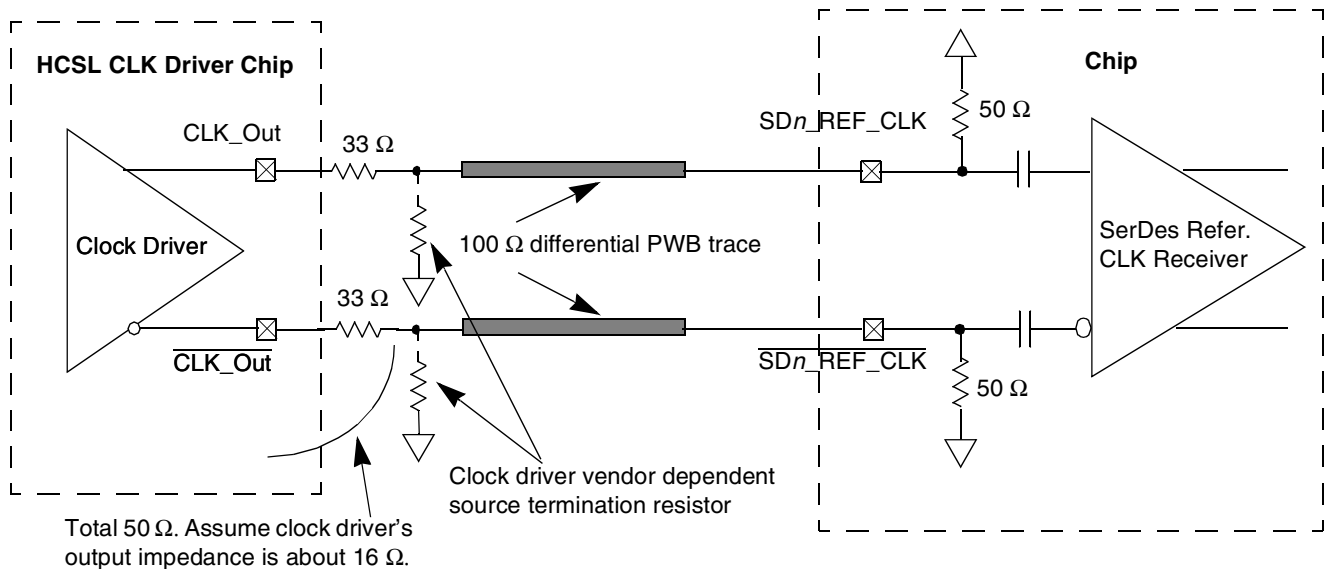 HCSL CLK Driver Chip
Chip
CLK_Out
33 Ω
SDn_REF_CLK
50 Ω
Clock Driver
100 Ω differential PWB trace
SerDes Refer.
CLK Receiver
33 Ω
CLK_Out
SDn_REF_CLK
50 Ω
Clock driver vendor dependent
source termination resistor
Total 50 Ω. Assume clock driver's
output impedance is about 16 Ω.